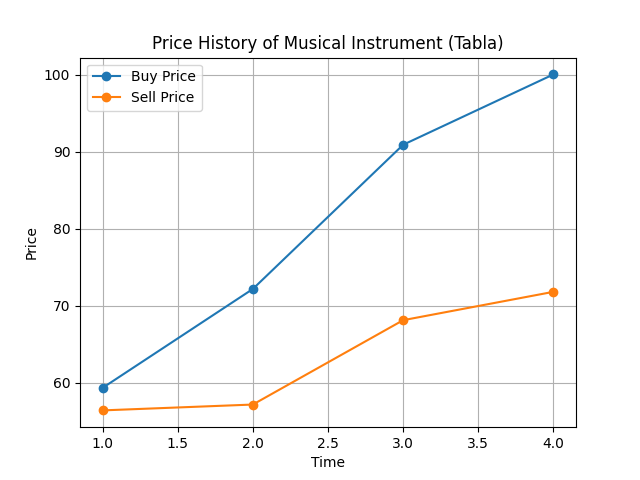 Price History of Musical Instrument (Tabla)
Buy Price
Sell Price
100
90
80
70
60
Price
1.0 1.5 2.0 2.5 3.0 3.5 4.0
Time